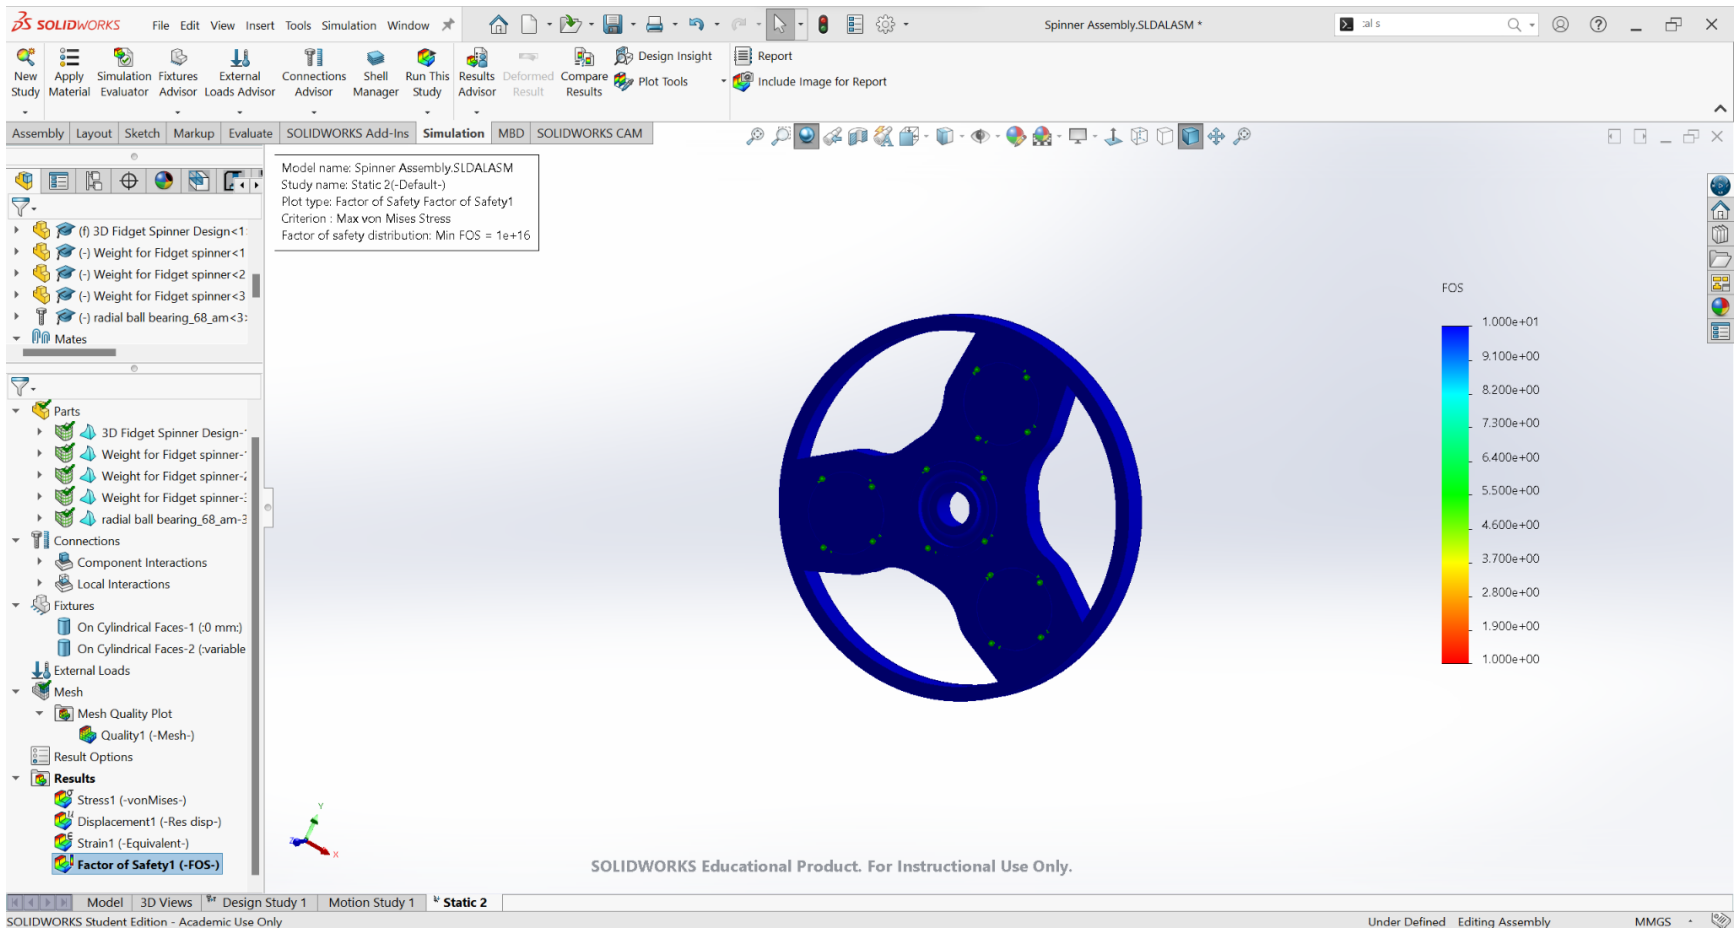 SOLIDWORKS File Edit View Insert Tools Simulation Window
Spinner Assembly.SLDALASM *
:al s
New Study
Apply Material
Simulation Evaluator
Fixtures Advisor
External Loads Advisor
Connections Advisor
Shell Manager
Run This Study
Results Advisor
Deformed Result
Compare Results
Design Insight
Plot Tools
Report
Include Image for Report
Assembly Layout Sketch Markup Evaluate SOLIDWORKS Add-Ins Simulation MBD SOLIDWORKS CAM
Model name: Spinner Assembly.SLDALASM
Study name: Static 2(-Default-)
Plot type: Factor of Safety Factor of Safety1
Criterion : Max von Mises Stress
Factor of safety distribution: Min FOS = 1e+16
(f) 3D Fidget Spinner Design<1
(-) Weight for Fidget spinner<1
(-) Weight for Fidget spinner<2
(-) Weight for Fidget spinner<3
(-) radial ball bearing_68_am<3>
Mates
Parts
3D Fidget Spinner Design-
Weight for Fidget spinner-
Weight for Fidget spinner-
Weight for Fidget spinner-
radial ball bearing_68_am-3
Connections
Component Interactions
Local Interactions
Fixtures
On Cylindrical Faces-1 (:0 mm:)
On Cylindrical Faces-2 (:variable
External Loads
Mesh
Mesh Quality Plot
Quality1 (-Mesh-)
Result Options
Results
Stress1 (-vonMises-)
Displacement1 (-Res disp-)
Strain1 (-Equivalent-)
Factor of Safety1 (-FOS-)
FOS
1.000e+01
9.100e+00
8.200e+00
7.300e+00
6.400e+00
5.500e+00
4.600e+00
3.700e+00
2.800e+00
1.900e+00
1.000e+00
Y
Z
X
SOLIDWORKS Educational Product. For Instructional Use Only.
Model 3D Views Design Study 1 Motion Study 1 Static 2
SOLIDWORKS Student Edition - Academic Use Only
Under Defined Editing Assembly MMGS